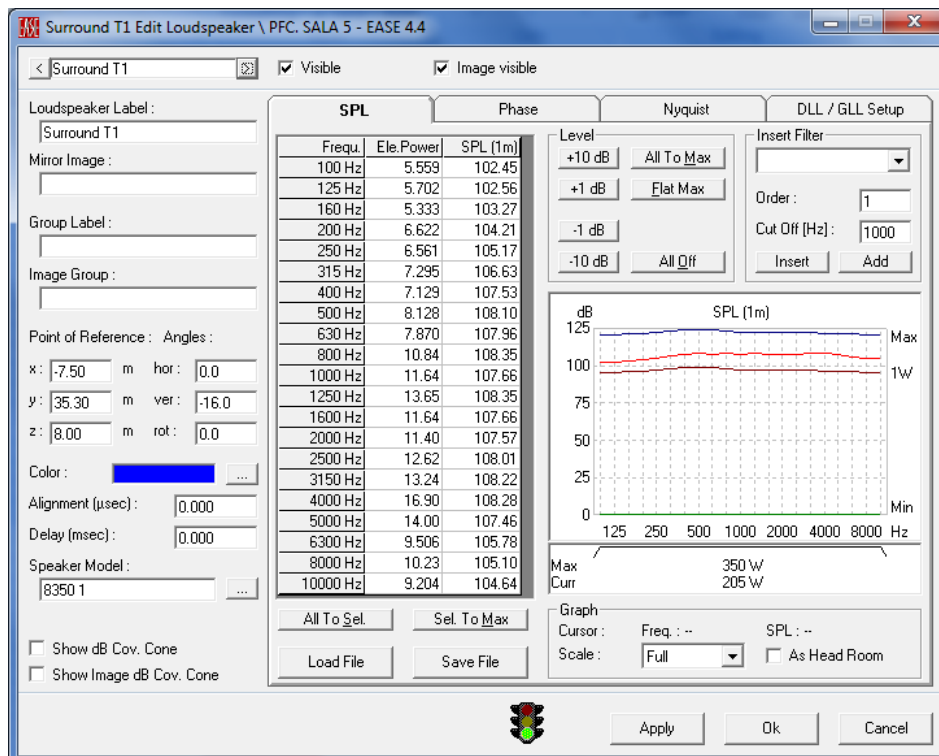 EASE Surround T1 Edit Loudspeaker \ PFC. SALA 5 - EASE 4.4
< Surround T1 Visible Image visible
Loudspeaker Label :
Surround T1
Mirror Image :
Group Label :
Image Group :
Point of Reference : Angles :
x : -7.50 m hor : 0.0
y : 35.30 m ver : -16.0
z : 8.00 m rot : 0.0
Color : ...
Alignment (µsec) : 0.000
Delay (msec) : 0.000
Speaker Model :
8350 1 ...
Show dB Cov. Cone
Show Image dB Cov. Cone
SPL Phase Nyquist DLL / GLL Setup
Frequ. Ele.Power SPL (1m)
100 Hz 5.559 102.45
125 Hz 5.702 102.56
160 Hz 5.333 103.27
200 Hz 6.622 104.21
250 Hz 6.561 105.17
315 Hz 7.295 106.63
400 Hz 7.129 107.53
500 Hz 8.128 108.10
630 Hz 7.870 107.96
800 Hz 10.84 108.35
1000 Hz 11.64 107.66
1250 Hz 13.65 108.35
1600 Hz 11.64 107.66
2000 Hz 11.40 107.57
2500 Hz 12.62 108.01
3150 Hz 13.24 108.22
4000 Hz 16.90 108.28
5000 Hz 14.00 107.46
6300 Hz 9.506 105.78
8000 Hz 10.23 105.10
10000 Hz 9.204 104.64
All To Sel. Sel. To Max
Load File Save File
Level
+10 dB All To Max
+1 dB Flat Max
-1 dB
-10 dB All Off
Insert Filter
Order : 1
Cut Off [Hz] : 1000
Insert Add
dB SPL (1m)
125 Max
100 1W
75
50
25
0 Min
125 250 500 1000 2000 4000 8000 Hz
Max 350 W
Curr 205 W
Graph
Cursor : Freq. : -- SPL : --
Scale : Full As Head Room
Apply Ok Cancel